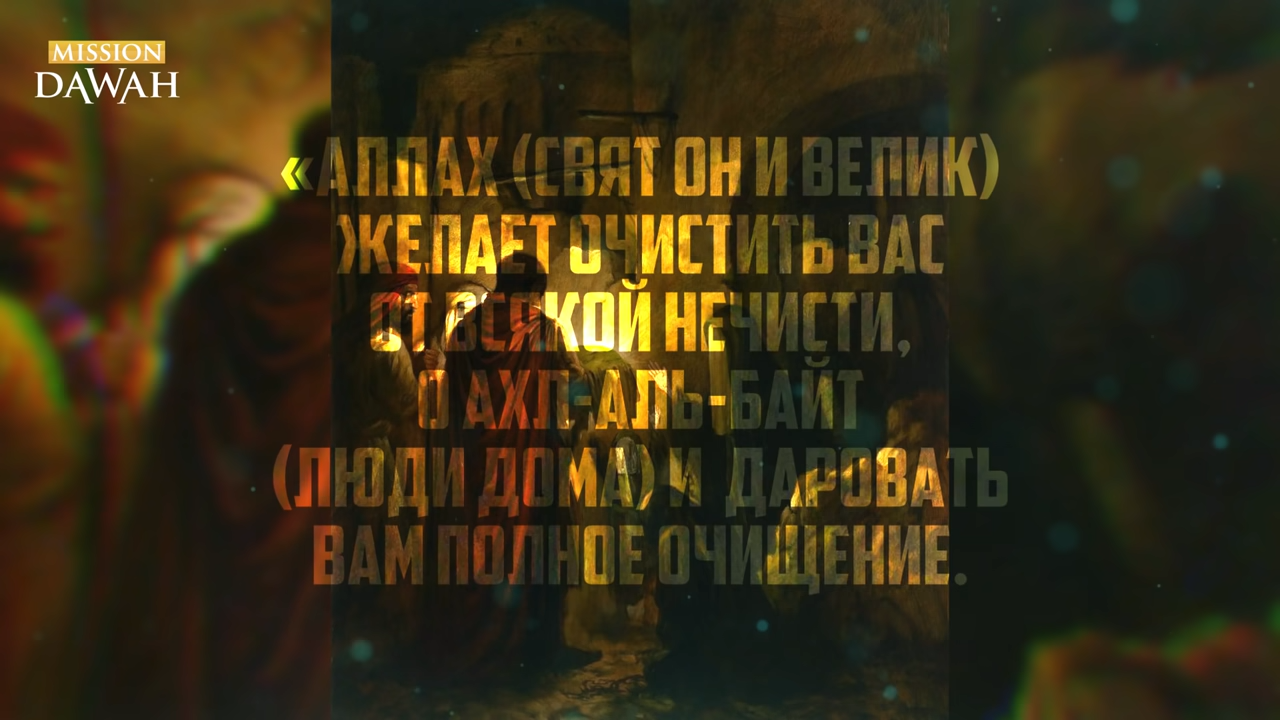 MISSION
DAWAH
«АЛЛАХ (СВЯТ ОН И ВЕЛИК)
ЖЕЛАЕТ ОЧИСТИТЬ ВАС
ОТ ВСЯКОЙ НЕЧИСТИ,
О АХЛ-АЛЬ-БАЙТ
(ЛЮДИ ДОМА) И ДАРОВАТЬ
ВАМ ПОЛНОЕ ОЧИЩЕНИЕ.